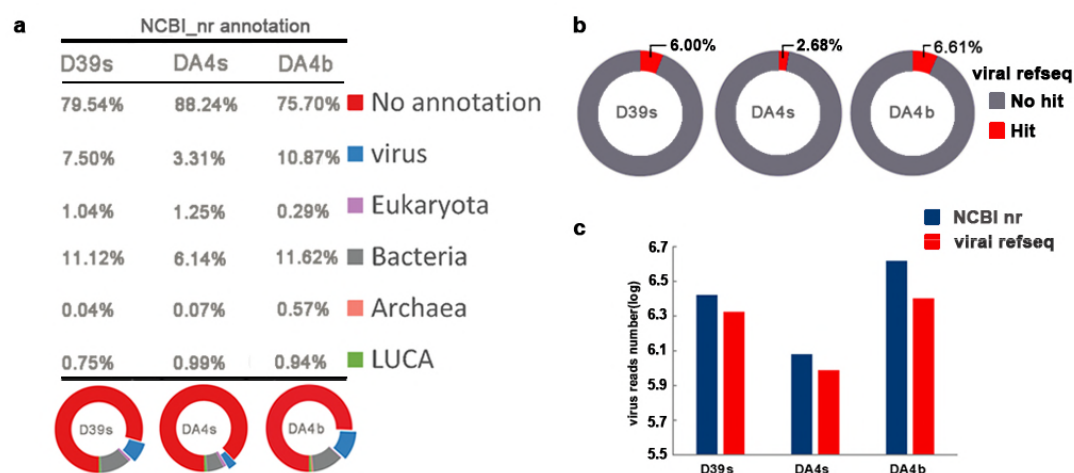 a
NCBI_nr annotation
D39s DA4s DA4b
79.54% 88.24% 75.70% No annotation
7.50% 3.31% 10.87% virus
1.04% 1.25% 0.29% Eukaryota
11.12% 6.14% 11.62% Bacteria
0.04% 0.07% 0.57% Archaea
0.75% 0.99% 0.94% LUCA
D39s DA4s DA4b
b
6.00% 2.68% 6.61%
D39s DA4s DA4b
viral refseq
No hit
Hit
c
NCBI nr
viral refseq
virus reads number(log)
6.7
6.5
6.3
6.1
5.9
5.7
5.5
D39s DA4s DA4b